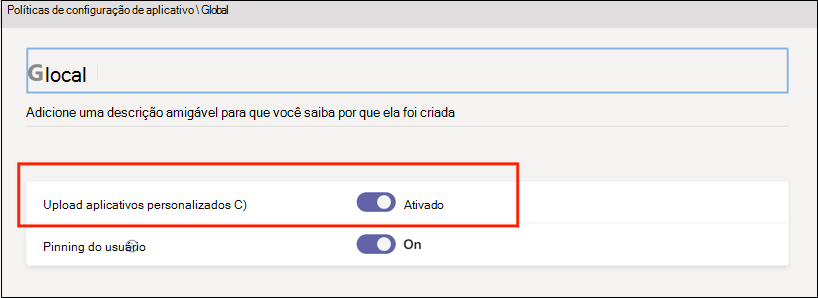 Políticas de configuração de aplicativo \ Global
Glocal
Adicione uma descrição amigável para que você saiba por que ela foi criada
Upload aplicativos personalizados C) Ativado
Pinning do usuário On